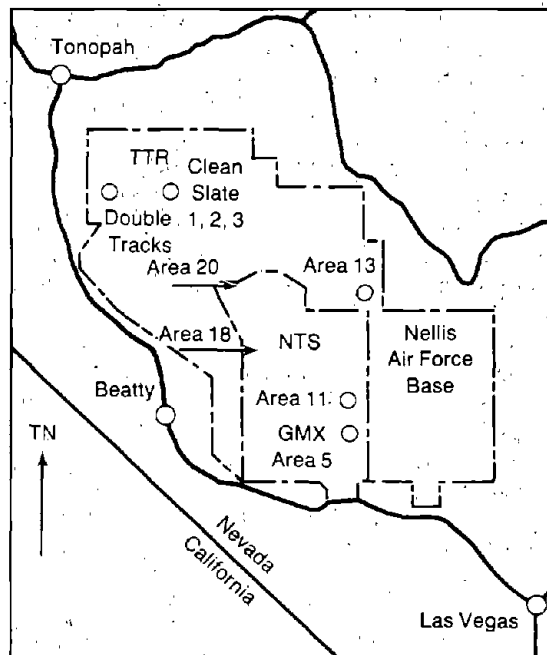 Tonopah
TTR
Clean
Slate
1, 2, 3
Double
Tracks
Area 20
Area 13
Area 18
NTS
Nellis
Air Force
Base
Beatty
Area 11
GMX
Area 5
TN
Nevada
California
Las Vegas